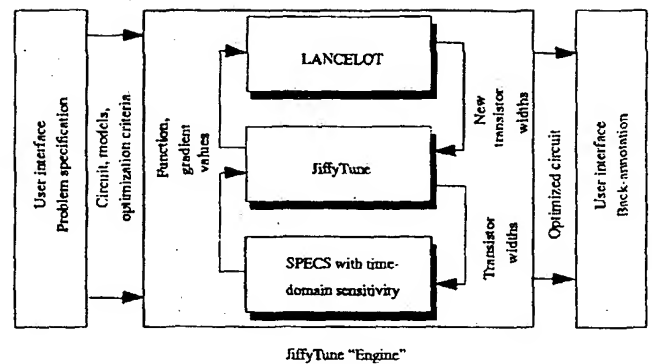 User interface
Problem specification
Circuit, models,
optimization criteria
Function,
gradient
values
LANCELOT
JiffyTune
SPECS with time-
domain sensitivity
New
transistor
widths
Transistor
widths
Optimized circuit
User interface
Back-annotation
JiffyTune "Engine"